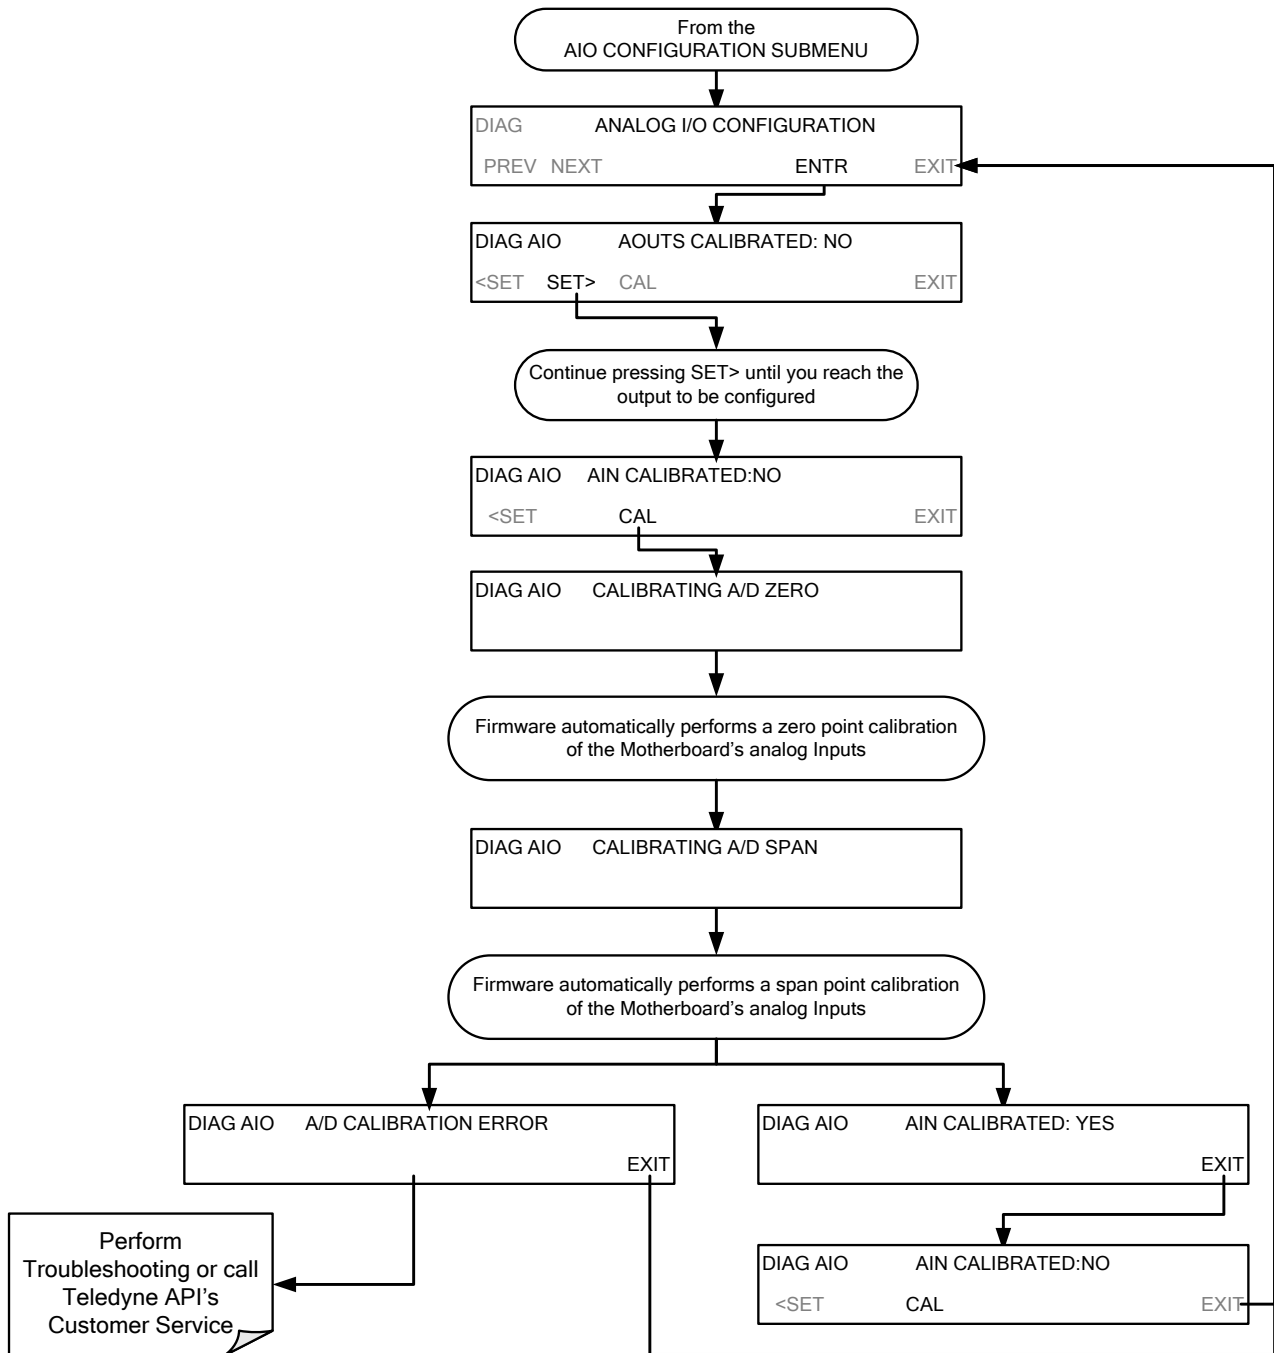 From the
AIO CONFIGURATION SUBMENU
DIAG ANALOG I/O CONFIGURATION
PREV NEXT ENTR EXIT
DIAG AIO AOUTS CALIBRATED: NO
<SET SET> CAL EXIT
Continue pressing SET> until you reach the
output to be configured
DIAG AIO AIN CALIBRATED:NO
<SET CAL EXIT
DIAG AIO CALIBRATING A/D ZERO
Firmware automatically performs a zero point calibration
of the Motherboard's analog Inputs
DIAG AIO CALIBRATING A/D SPAN
Firmware automatically performs a span point calibration
of the Motherboard's analog Inputs
DIAG AIO A/D CALIBRATION ERROR
EXIT
DIAG AIO AIN CALIBRATED: YES
EXIT
Perform
Troubleshooting or call
Teledyne API's
Customer Service
DIAG AIO AIN CALIBRATED:NO
<SET CAL EXIT